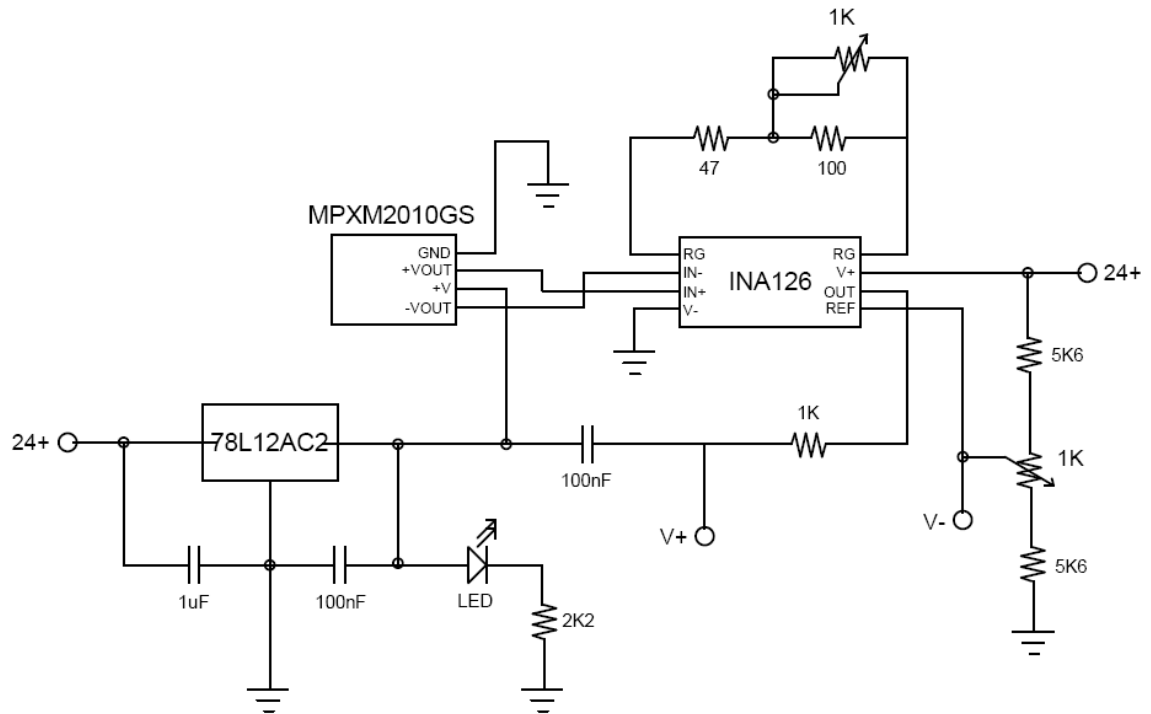 1K
47
100
MPXM2010GS
GND
+VOUT
+V
-VOUT
RG
IN-
IN+
V-
INA126
RG
V+
OUT
REF
24+
5K6
1K
5K6
V-
1K
24+
78L12AC2
100nF
V+
1uF
100nF
LED
2K2